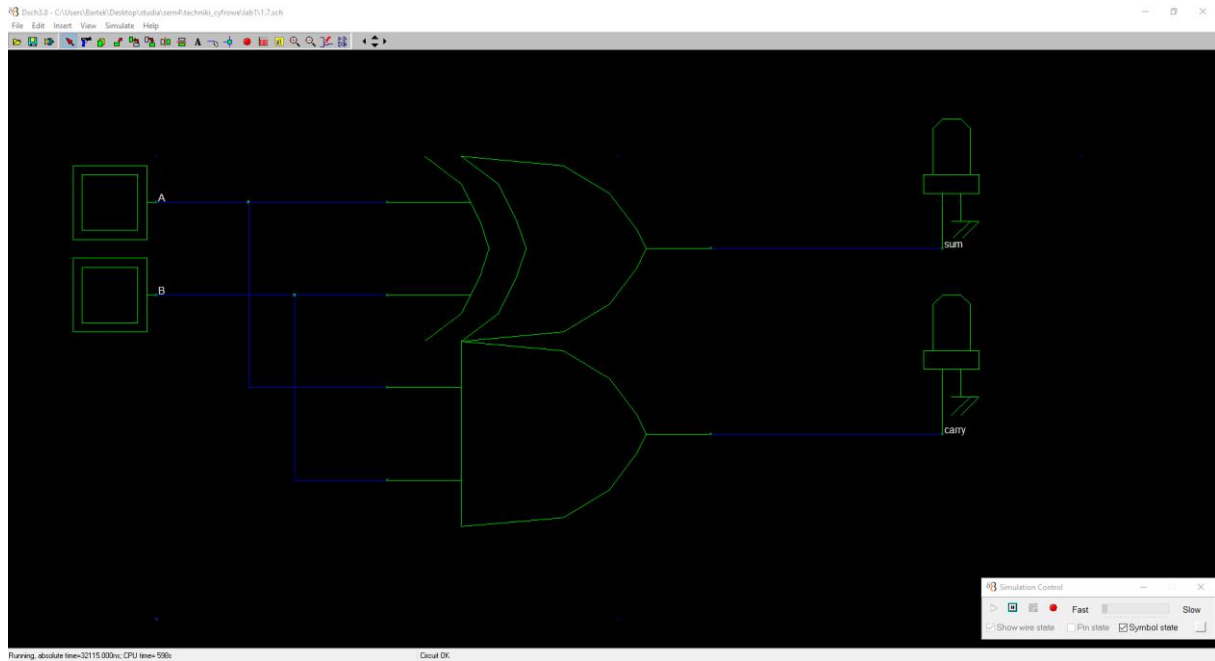 Dsch3.8 - C:\Users\Bartek\Desktop\studia\sem4\techniki_cyfrowe\lab1\1.7.sch
File Edit Insert View Simulate Help
A
sum
B
carry
Simulation Control
Fast Slow
Show wire state Pin state Symbol state
Running, absolute time=32115.000ns; CPU time= 598s Circuit OK